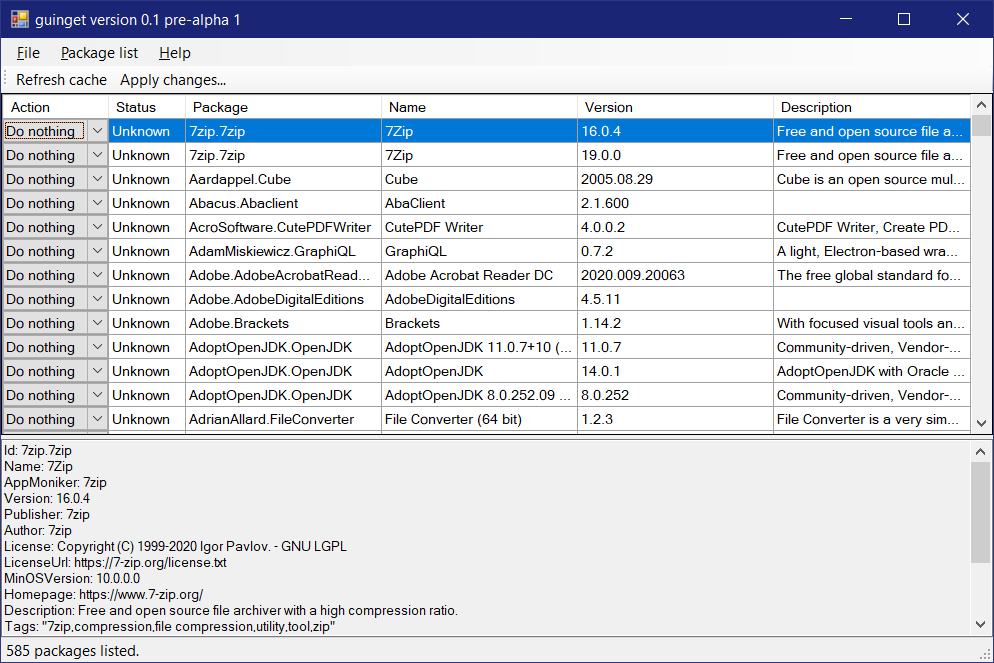 guinget version 0.1 pre-alpha 1
File Package list Help
Refresh cache Apply changes...
Action Status Package Name Version Description
Do nothing Unknown 7zip.7zip 7Zip 16.0.4 Free and open source file a...
Do nothing Unknown 7zip.7zip 7Zip 19.0.0 Free and open source file a...
Do nothing Unknown Aardappel.Cube Cube 2005.08.29 Cube is an open source mul...
Do nothing Unknown Abacus.Abaclient AbaClient 2.1.600
Do nothing Unknown AcroSoftware.CutePDFWriter CutePDF Writer 4.0.0.2 CutePDF Writer, Create PD...
Do nothing Unknown AdamMiskiewicz.GraphiQL GraphiQL 0.7.2 A light, Electron-based wra...
Do nothing Unknown Adobe.AdobeAcrobatRead... Adobe Acrobat Reader DC 2020.009.20063 The free global standard fo...
Do nothing Unknown Adobe.AdobeDigitalEditions AdobeDigitalEditions 4.5.11
Do nothing Unknown Adobe.Brackets Brackets 1.14.2 With focused visual tools an...
Do nothing Unknown AdoptOpenJDK.OpenJDK AdoptOpenJDK 11.0.7+10 (... 11.0.7 Community-driven, Vendor-...
Do nothing Unknown AdoptOpenJDK.OpenJDK AdoptOpenJDK 14.0.1 AdoptOpenJDK with Oracle ...
Do nothing Unknown AdoptOpenJDK.OpenJDK AdoptOpenJDK 8.0.252.09 ... 8.0.252 Community-driven, Vendor-...
Do nothing Unknown AdrianAllard.FileConverter File Converter (64 bit) 1.2.3 File Converter is a very sim...
Id: 7zip.7zip
Name: 7Zip
AppMoniker: 7zip
Version: 16.0.4
Publisher: 7zip
Author: 7zip
License: Copyright (C) 1999-2020 Igor Pavlov. - GNU LGPL
LicenseUrl: https://7-zip.org/license.txt
MinOSVersion: 10.0.0.0
Homepage: https://www.7-zip.org/
Description: Free and open source file archiver with a high compression ratio.
Tags: "7zip,compression,file compression,utility,tool,zip"
585 packages listed.